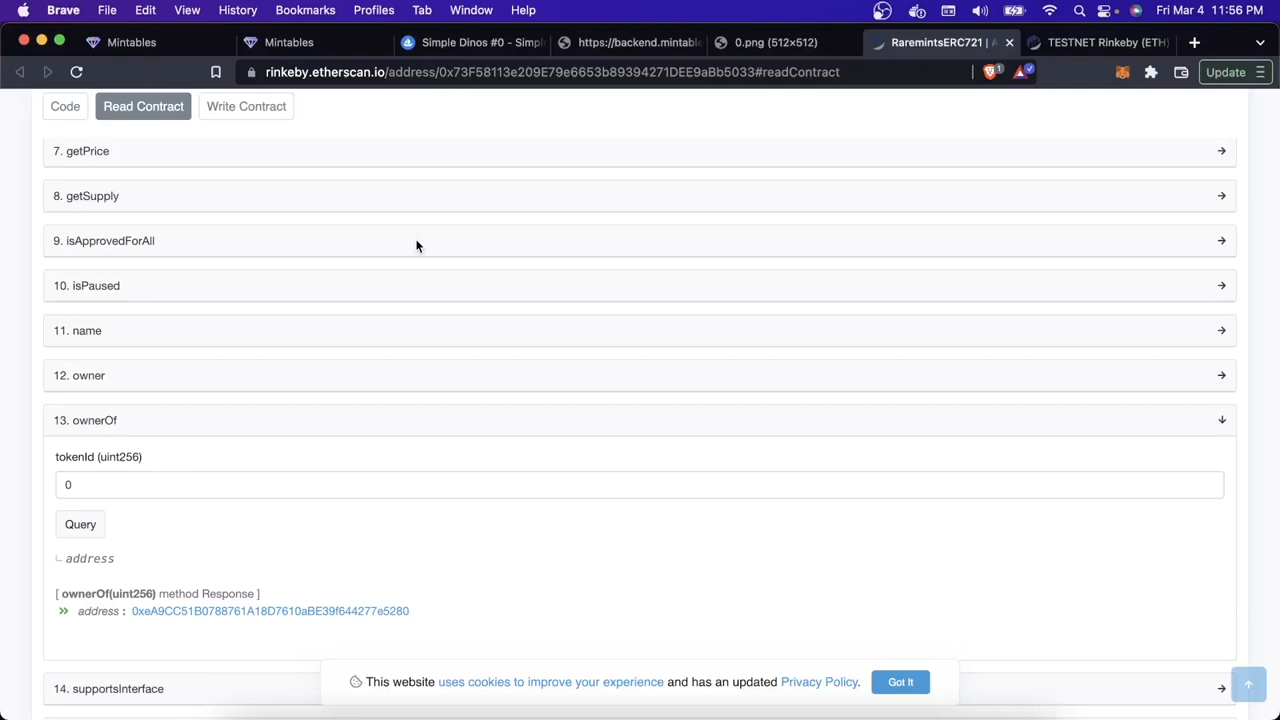 Brave File Edit View History Bookmarks Profiles Tab Window Help Fri Mar 4 11:56 PM
Mintables Mintables Simple Dinos #0 - Simpl https://backend.mintable 0.png (512×512) RaremintsERC721 | A TESTNET Rinkeby (ETH)
rinkeby.etherscan.io/address/0x73F58113e209E79e6653b89394271DEE9aBb5033#readContract 1 Update
Code Read Contract Write Contract
7. getPrice
8. getSupply
9. isApprovedForAll
10. isPaused
11. name
12. owner
13. ownerOf
tokenId (uint256)
0
Query
address
[ ownerOf(uint256) method Response ]
address : 0xeA9CC51B0788761A18D7610aBE39f644277e5280
This website uses cookies to improve your experience and has an updated Privacy Policy. Got It
14. supportsInterface